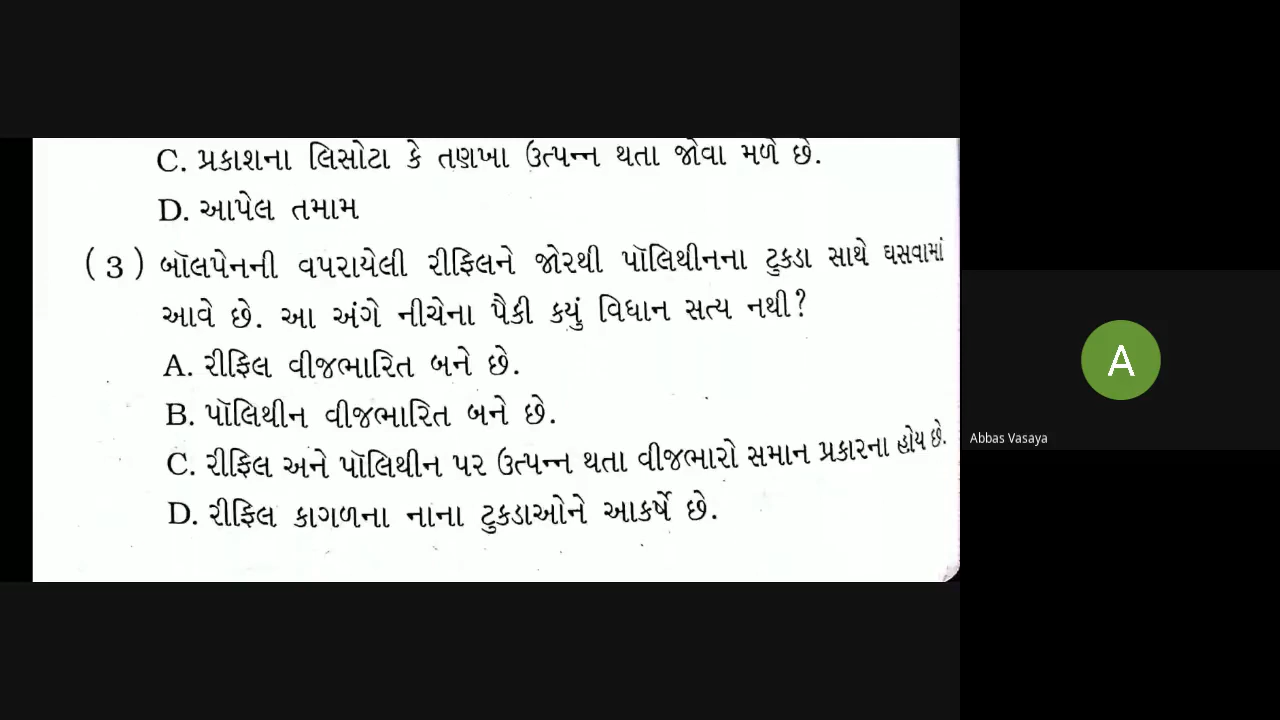 C. પ્રકાશના લિસોટા કે તણખા ઉત્પન્ન થતા જોવા મળે છે.
D. આપેલ તમામ
( 3 ) બૉલપેનની વપરાયેલી રીફિલને જોરથી પૉલિથીનના ટુકડા સાથે ઘસવામાં
આવે છે. આ અંગે નીચેના પૈકી કયું વિધાન સત્ય નથી?
A. રીફિલ વીજભારિત બને છે.
B. પૉલિથીન વીજભારિત બને છે.
C. રીફિલ અને પૉલિથીન પર ઉત્પન્ન થતા વીજભારો સમાન પ્રકારના હોય છે.
D. રીફિલ કાગળના નાના ટુકડાઓને આકર્ષે છે.
A
Abbas Vasaya